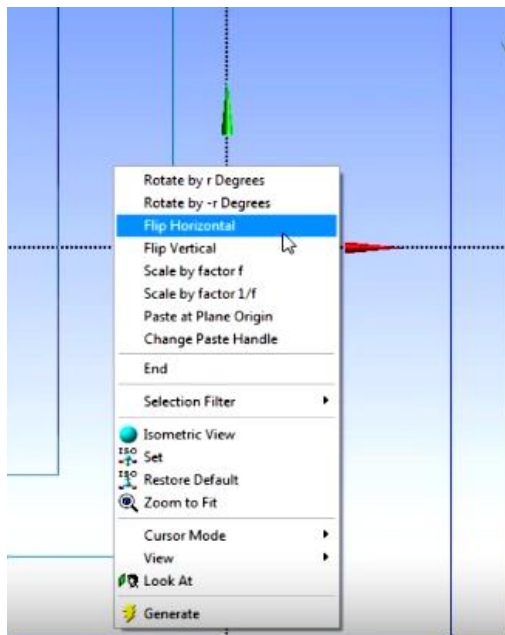 Rotate by r Degrees
Rotate by -r Degrees
Flip Horizontal
Flip Vertical
Scale by factor f
Scale by factor 1/f
Paste at Plane Origin
Change Paste Handle
End
Selection Filter
Isometric View
ISO Set
ISO Restore Default
Zoom to Fit
Cursor Mode
View
Look At
Generate